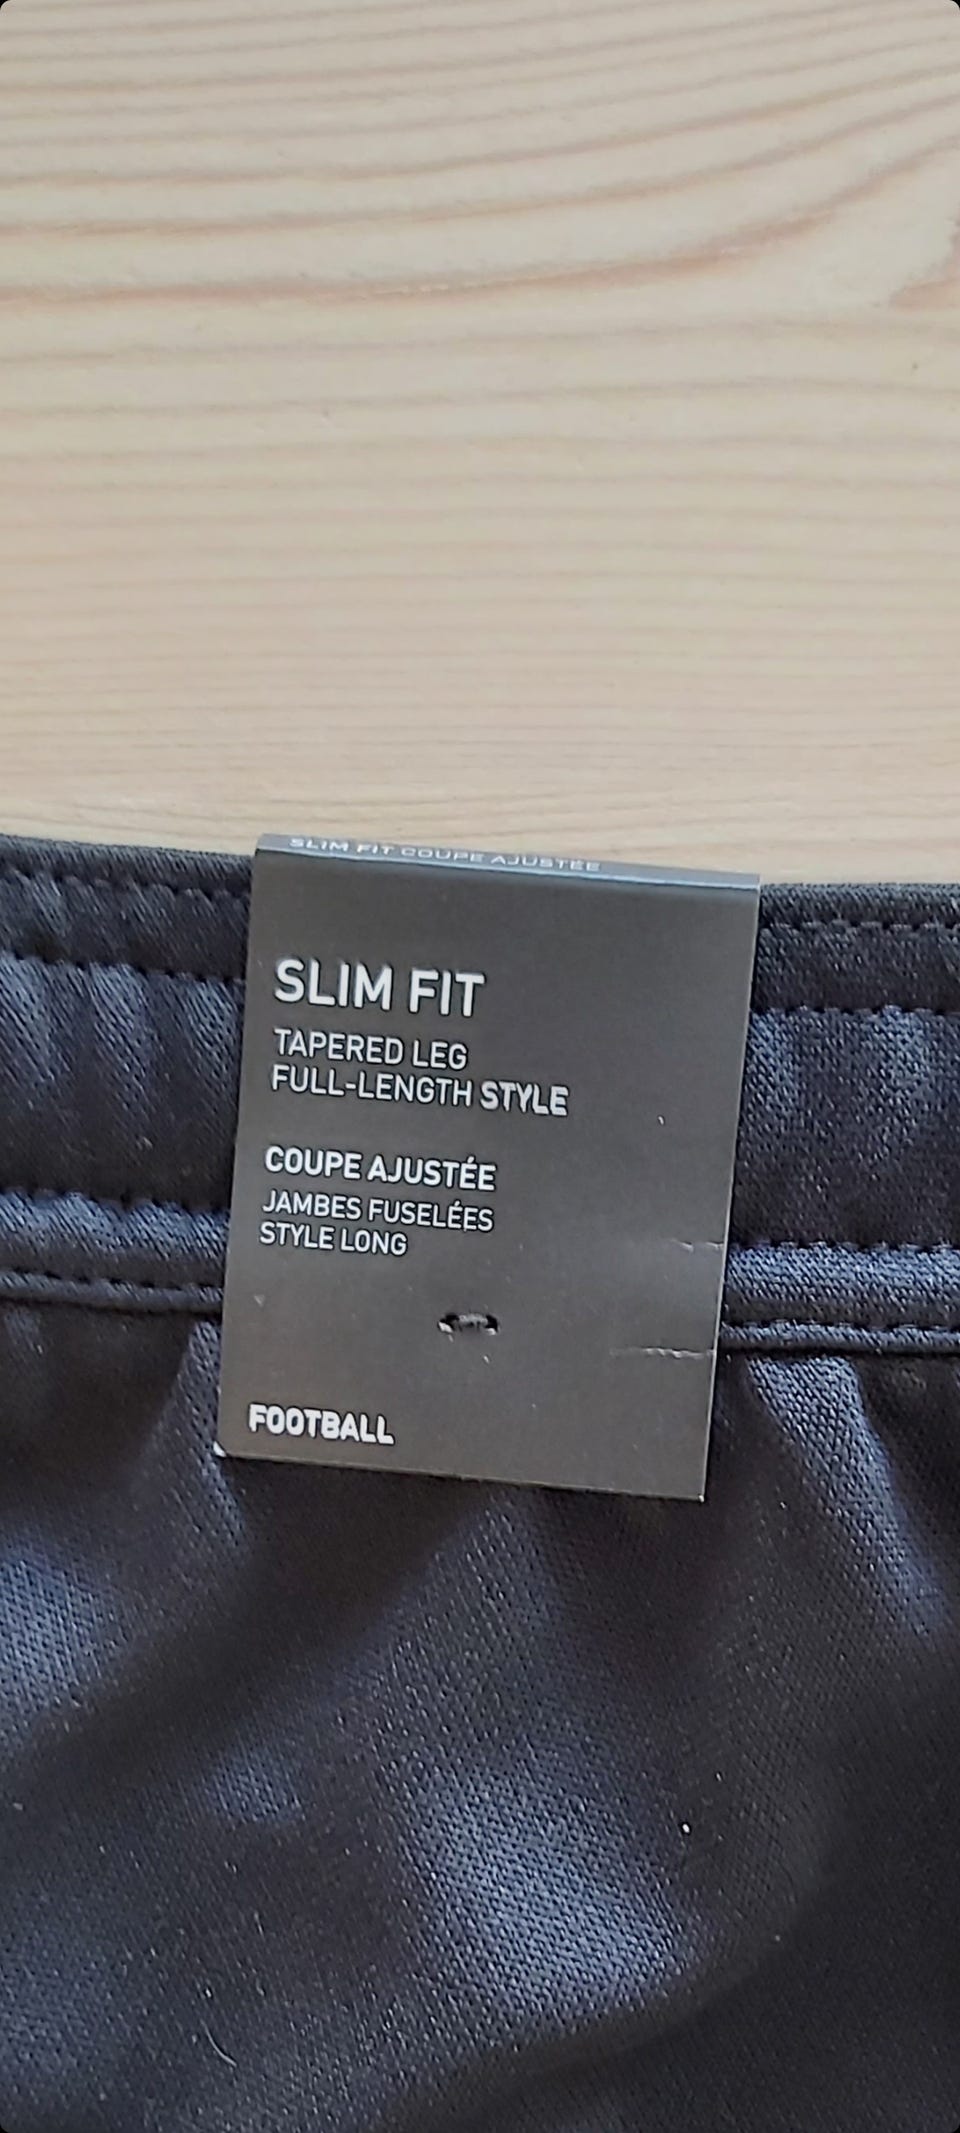 SLIM FIT COUPE AJUSTÉE
SLIM FIT
TAPERED LEG
FULL-LENGTH STYLE
COUPE AJUSTÉE
JAMBES FUSELÉES
STYLE LONG
FOOTBALL